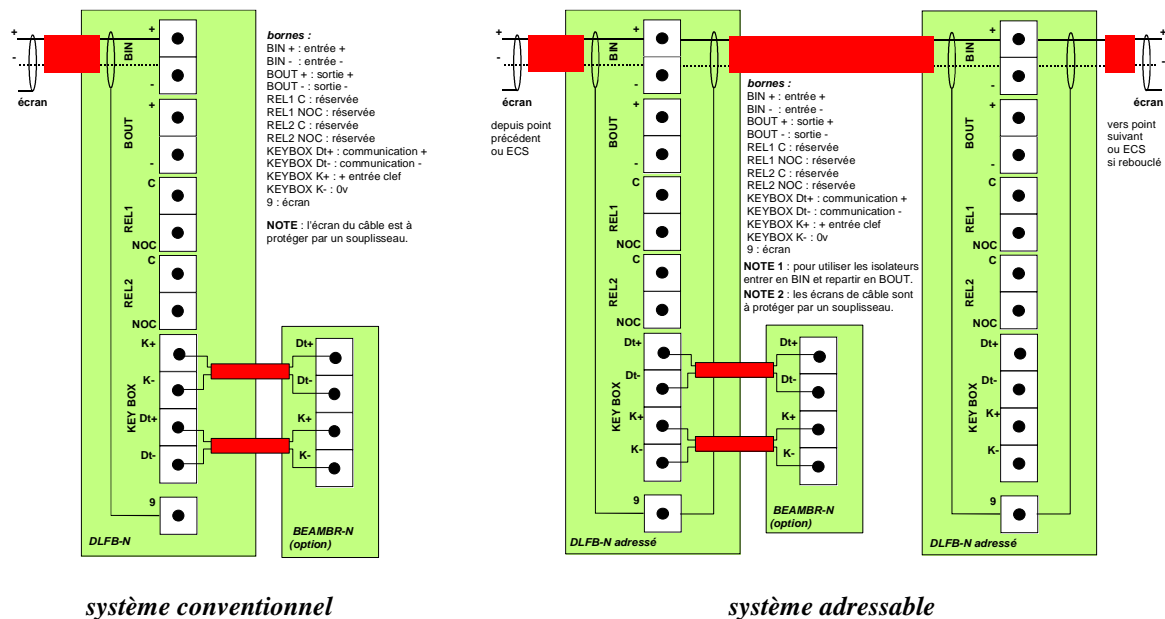 +
-
écran
+
BIN
-
+
BOUT
-
C
REL1
NOC
C
REL2
NOC
K+
K-
KEY BOX
Dt+
Dt-
9
DLFB-N
bornes :
BIN + : entrée +
BIN - : entrée -
BOUT + : sortie +
BOUT - : sortie -
REL1 C : réservée
REL1 NOC : réservée
REL2 C : réservée
REL2 NOC : réservée
KEYBOX Dt+ : communication +
KEYBOX Dt- : communication -
KEYBOX K+ : + entrée clef
KEYBOX K- : 0v
9 : écran
NOTE : l'écran du câble est à
protéger par un souplisseau.
Dt+
Dt-
K+
K-
BEAMBR-N
(option)
système conventionnel
+
-
écran
depuis point
précédent
ou ECS
+
BIN
-
+
BOUT
-
C
REL1
NOC
C
REL2
NOC
Dt+
Dt-
KEY BOX
K+
K-
9
DLFB-N adressé
bornes :
BIN + : entrée +
BIN - : entrée -
BOUT + : sortie +
BOUT - : sortie -
REL1 C : réservée
REL1 NOC : réservée
REL2 C : réservée
REL2 NOC : réservée
KEYBOX Dt+ : communication +
KEYBOX Dt- : communication -
KEYBOX K+ : + entrée clef
KEYBOX K- : 0v
9 : écran
NOTE 1 : pour utiliser les isolateurs
entrer en BIN et repartir en BOUT.
NOTE 2 : les écrans de câble sont
à protéger par un souplisseau.
Dt+
Dt-
K+
K-
BEAMBR-N
(option)
+
BIN
-
+
BOUT
-
C
REL1
NOC
C
REL2
NOC
Dt+
Dt-
KEY BOX
K+
K-
9
DLFB-N adressé
+
-
écran
vers point
suivant
ou ECS
si rebouclé
système adressable